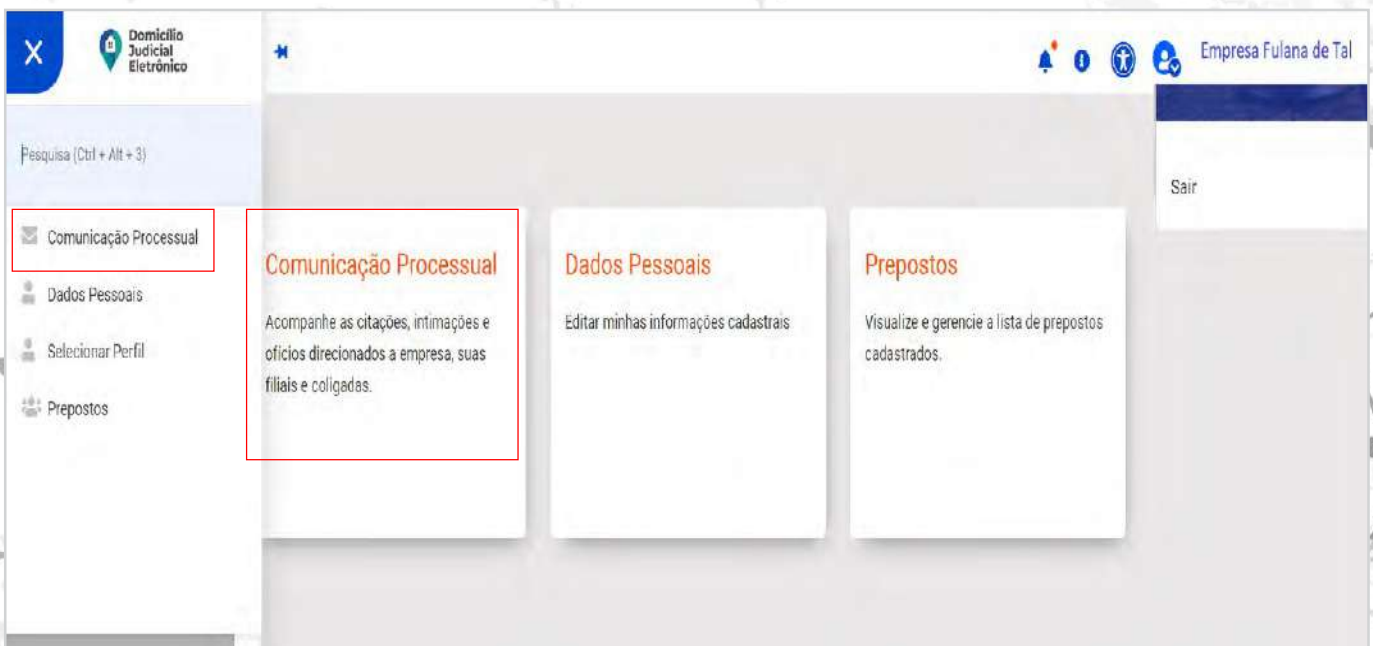 X
Domicílio
Judicial
Eletrônico
Empresa Fulana de Tal
Pesquisa (Ctrl + Alt + 3)
Sair
Comunicação Processual
Dados Pessoais
Selecionar Perfil
Prepostos
Comunicação Processual
Acompanhe as citações, intimações e
ofícios direcionados a empresa, suas
filiais e coligadas.
Dados Pessoais
Editar minhas informações cadastrais
Prepostos
Visualize e gerencie a lista de prepostos
cadastrados.